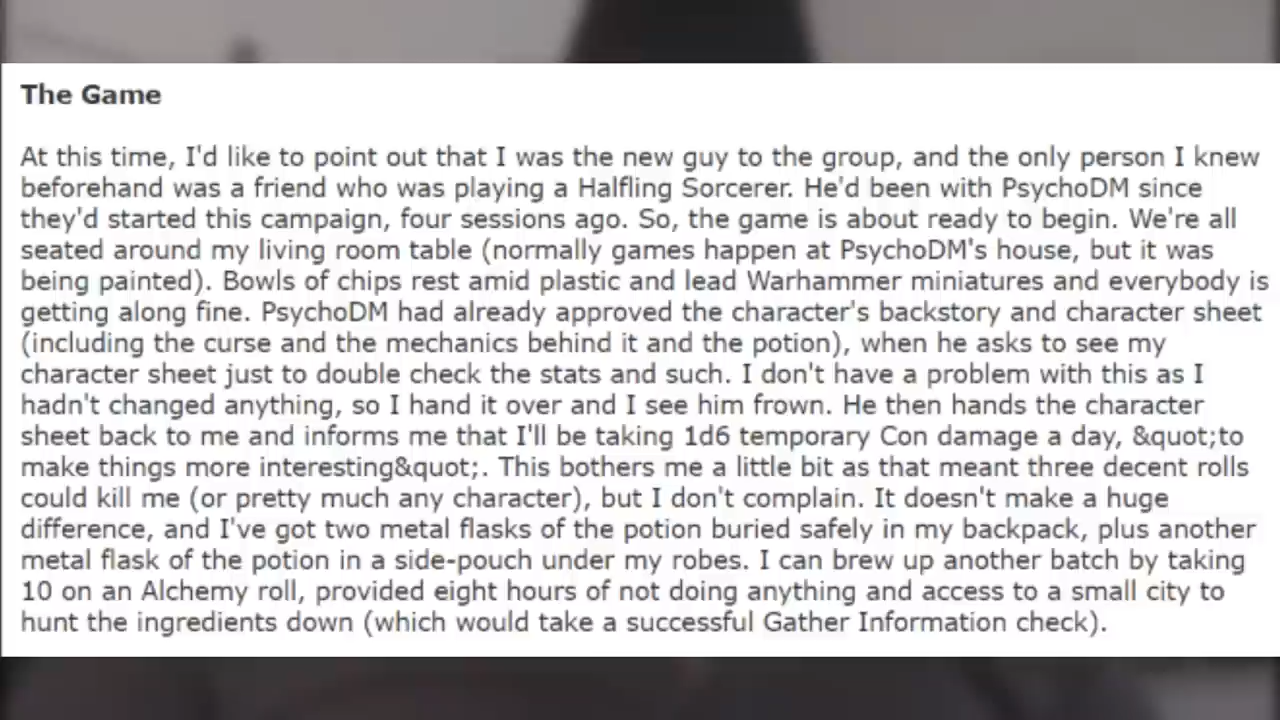 The Game
At this time, I'd like to point out that I was the new guy to the group, and the only person I knew
beforehand was a friend who was playing a Halfling Sorcerer. He'd been with PsychoDM since
they'd started this campaign, four sessions ago. So, the game is about ready to begin. We're all
seated around my living room table (normally games happen at PsychoDM's house, but it was
being painted). Bowls of chips rest amid plastic and lead Warhammer miniatures and everybody is
getting along fine. PsychoDM had already approved the character's backstory and character sheet
(including the curse and the mechanics behind it and the potion), when he asks to see my
character sheet just to double check the stats and such. I don't have a problem with this as I
hadn't changed anything, so I hand it over and I see him frown. He then hands the character
sheet back to me and informs me that I'll be taking 1d6 temporary Con damage a day, &quot;to
make things more interesting&quot;. This bothers me a little bit as that meant three decent rolls
could kill me (or pretty much any character), but I don't complain. It doesn't make a huge
difference, and I've got two metal flasks of the potion buried safely in my backpack, plus another
metal flask of the potion in a side-pouch under my robes. I can brew up another batch by taking
10 on an Alchemy roll, provided eight hours of not doing anything and access to a small city to
hunt the ingredients down (which would take a successful Gather Information check).